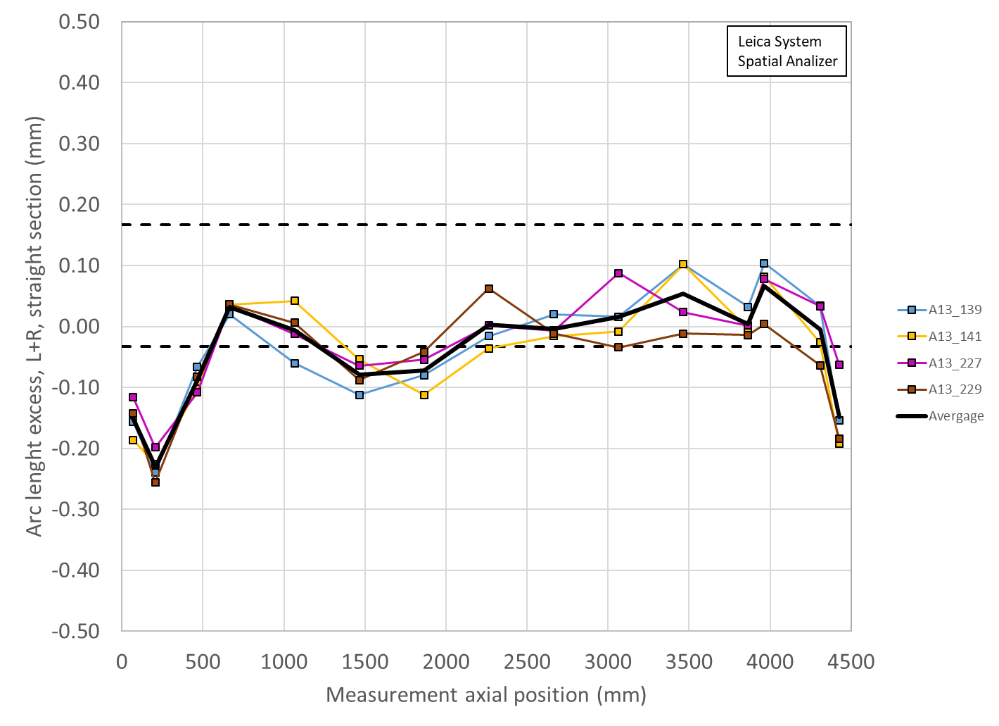 0.50
0.40
0.30
0.20
0.10
0.00
-0.10
-0.20
-0.30
-0.40
-0.50
Arc lenght excess, L+R, straight section (mm)
Leica System
Spatial Analizer
0 500 1000 1500 2000 2500 3000 3500 4000 4500
Measurement axial position (mm)
A13_139
A13_141
A13_227
A13_229
Avergage